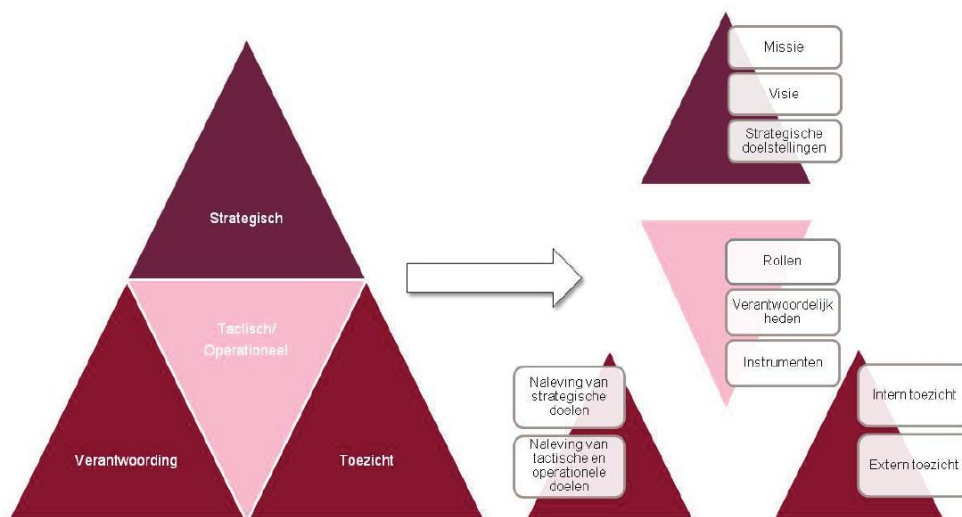 Strategisch
Tactisch/
Operationeel
Verantwoording
Toezicht
Missie
Visie
Strategische
doelstellingen
Rollen
Verantwoordelijk
heden
Instrumenten
Naleving van
strategische
doelen
Naleving van
tactische en
operationele
doelen
Intern toezicht
Extern toezicht